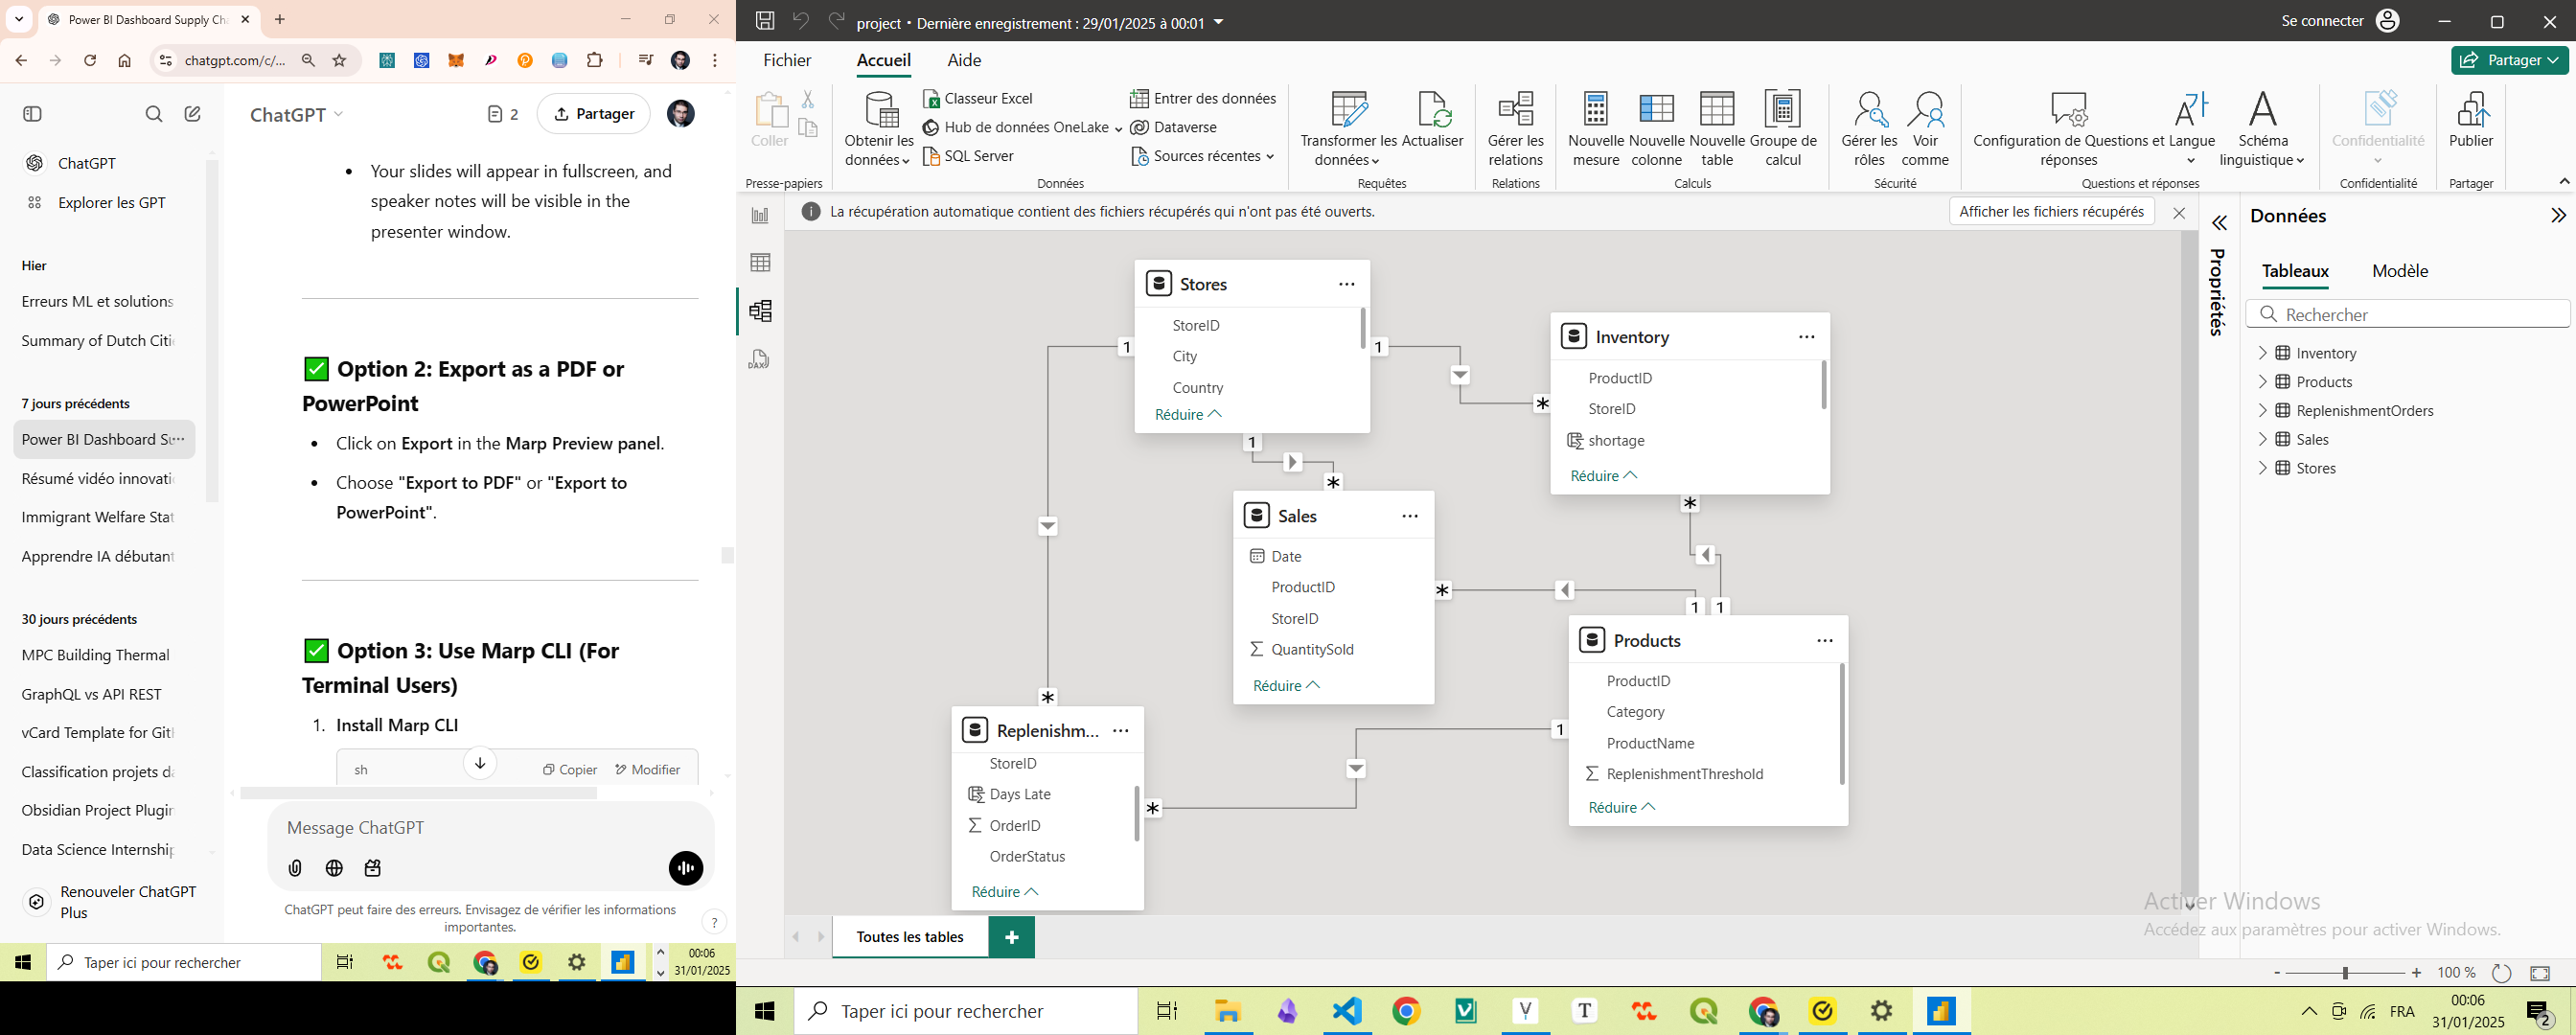 Power BI Dashboard Supply Ch
chatgpt.com/c/...
ChatGPT
2
Partager
ChatGPT
Explorer les GPT
Hier
Erreurs ML et solutions
Summary of Dutch Citi
7 jours précédents
Power BI Dashboard S
Résumé vidéo innovati
Immigrant Welfare Stat
Apprendre IA débutant
30 jours précédents
MPC Building Thermal
GraphQL vs API REST
vCard Template for Git
Classification projets d
Obsidian Project Plugin
Data Science Internship
Renouveler ChatGPT
Plus
• Your slides will appear in fullscreen, and
speaker notes will be visible in the
presenter window.
✅ Option 2: Export as a PDF or
PowerPoint
• Click on Export in the Marp Preview panel.
• Choose "Export to PDF" or "Export to
PowerPoint".
✅ Option 3: Use Marp CLI (For
Terminal Users)
1. Install Marp CLI
sh
Copier
Modifier
Message ChatGPT
ChatGPT peut faire des erreurs. Envisagez de vérifier les informations
importantes.
?
Taper ici pour rechercher
00:06
31/01/2025
project • Dernière enregistrement : 29/01/2025 à 00:01
Se connecter
Fichier
Accueil
Aide
Partager
Coller
Presse-papiers
Obtenir les
données
Classeur Excel
Hub de données OneLake
SQL Server
Entrer des données
Dataverse
Sources récentes
Données
Transformer les
données
Actualiser
Requêtes
Gérer les
relations
Relations
Nouvelle
mesure
Nouvelle
colonne
Nouvelle
table
Groupe de
calcul
Calculs
Gérer les
rôles
Voir
comme
Sécurité
Configuration de Questions et
réponses
Langue
Schéma
linguistique
Questions et réponses
Confidentialité
Confidentialité
Publier
Partager
La récupération automatique contient des fichiers récupérés qui n'ont pas été ouverts.
Afficher les fichiers récupérés
DAX
Stores
StoreID
City
Country
Réduire
1
1
1
*
Inventory
ProductID
StoreID
shortage
Réduire
*
*
Sales
Date
ProductID
StoreID
QuantitySold
Réduire
*
1
1
Products
ProductID
Category
ProductName
ReplenishmentThreshold
Réduire
1
*
Replenishm...
StoreID
Days Late
OrderID
OrderStatus
Réduire
*
Toutes les tables
+
Propriétés
Données
Tableaux
Modèle
Rechercher
Inventory
Products
ReplenishmentOrders
Sales
Stores
Activer Windows
Accédez aux paramètres pour activer Windows.
- + 100 %
Taper ici pour rechercher
FRA
00:06
31/01/2025
2